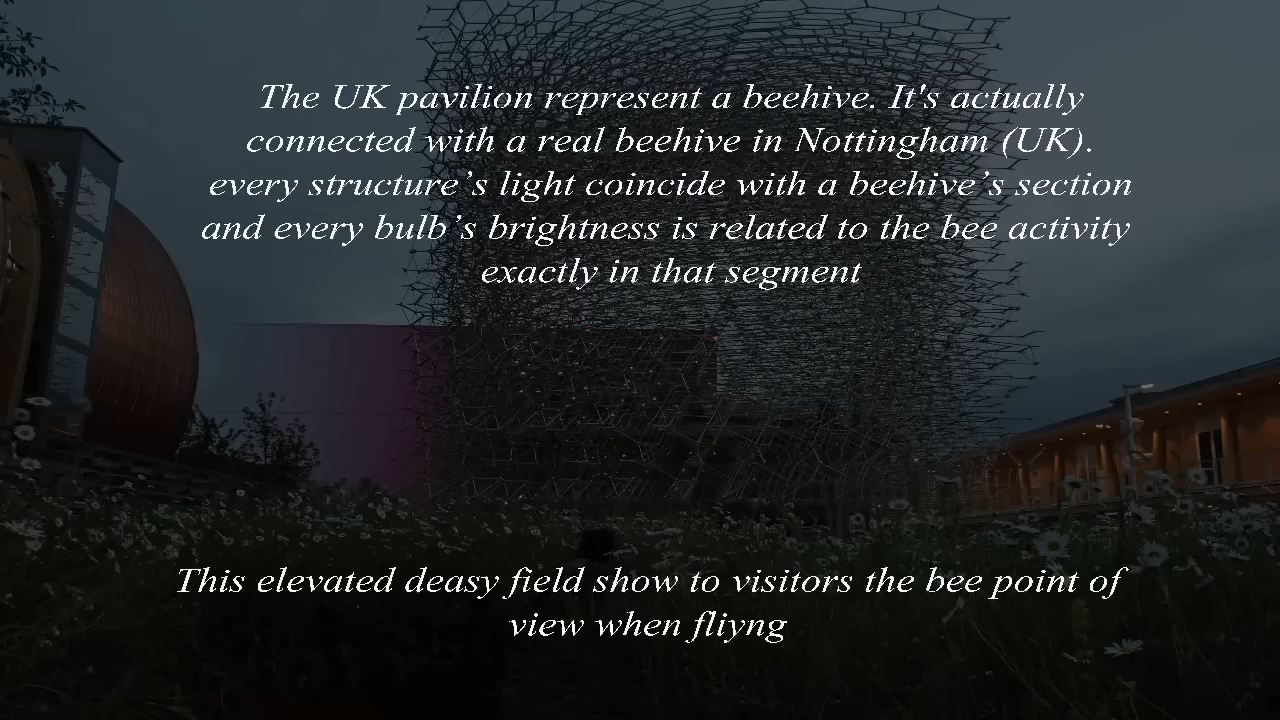 The UK pavilion represent a beehive. It's actually
connected with a real beehive in Nottingham (UK).
every structure’s light coincide with a beehive’s section
and every bulb’s brightness is related to the bee activity
exactly in that segment
This elevated deasy field show to visitors the bee point of
view when fliyng